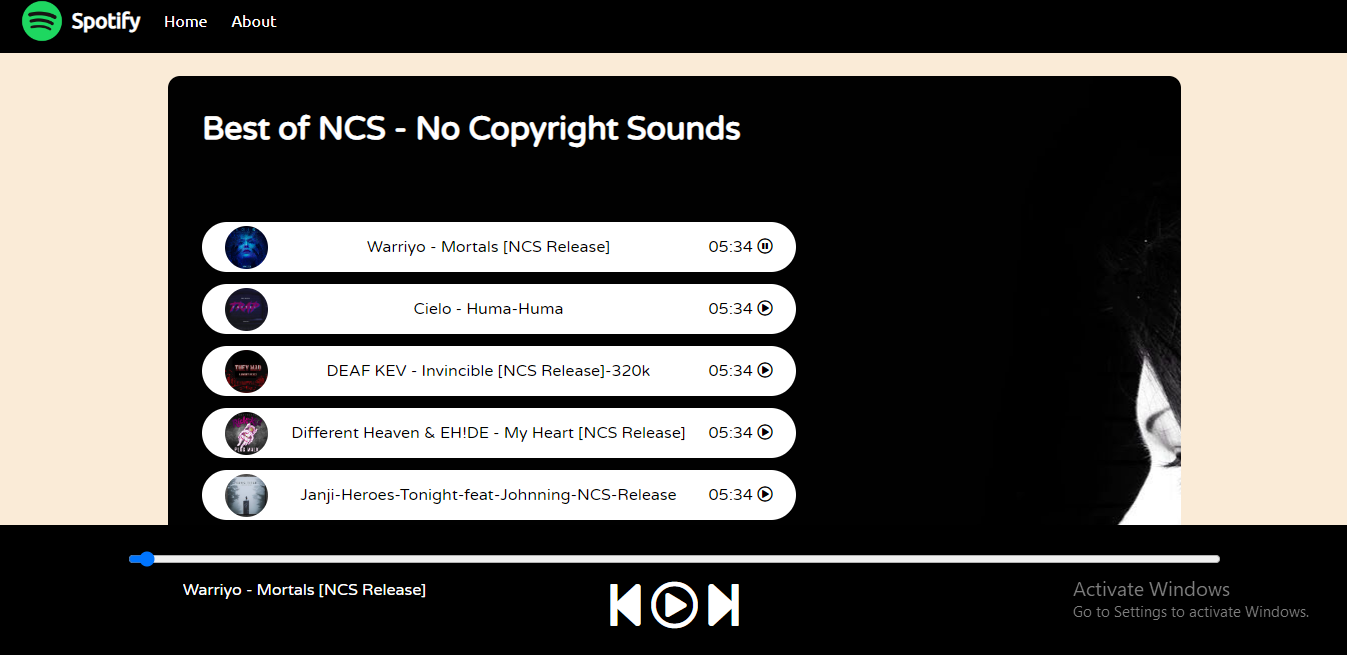 Spotify Home About
Best of NCS - No Copyright Sounds
Warriyo - Mortals [NCS Release] 05:34
Cielo - Huma-Huma 05:34
DEAF KEV - Invincible [NCS Release]-320k 05:34
Different Heaven & EH!DE - My Heart [NCS Release] 05:34
Janji-Heroes-Tonight-feat-Johnning-NCS-Release 05:34
Warriyo - Mortals [NCS Release]
Activate Windows
Go to Settings to activate Windows.